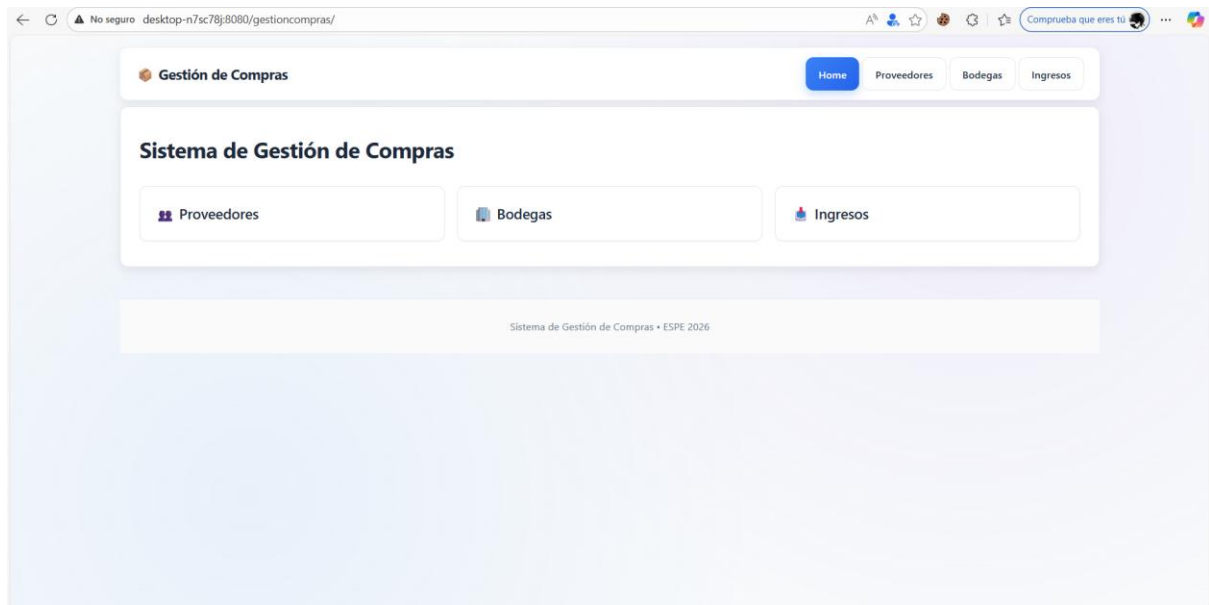 No seguro desktop-n7sc78j:8080/gestioncompras/ Comprueba que eres tú
Gestión de Compras Home Proveedores Bodegas Ingresos
Sistema de Gestión de Compras
Proveedores Bodegas Ingresos
Sistema de Gestión de Compras • ESPE 2026